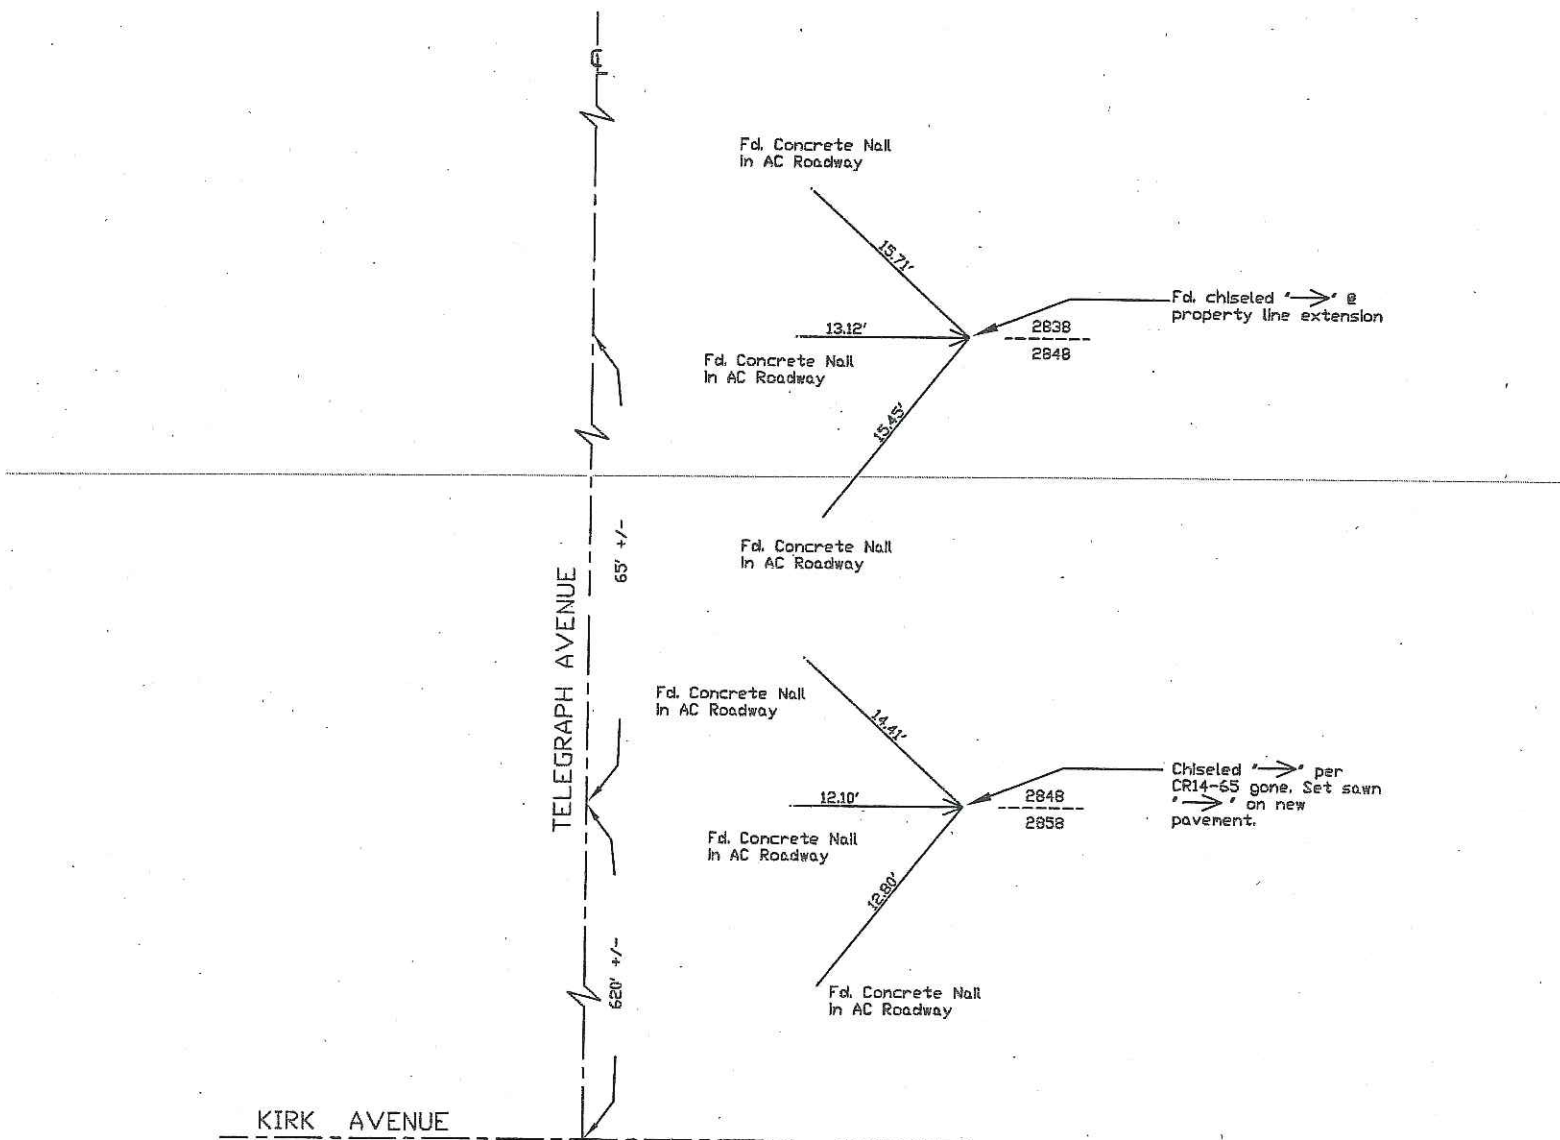 ℄
Fd. Concrete Nail
in AC Roadway
15.71'
Fd. chiseled "→" @
property line extension
13.12'
2838
2848
Fd. Concrete Nail
in AC Roadway
15.45'
65' +/-
Fd. Concrete Nail
in AC Roadway
TELEGRAPH AVENUE
Fd. Concrete Nail
in AC Roadway
14.41'
Chiseled "→" per
CR14-65 gone. Set sawn
"→" on new
pavement.
12.10'
2848
2858
Fd. Concrete Nail
in AC Roadway
12.80'
620' +/-
Fd. Concrete Nail
in AC Roadway
KIRK AVENUE